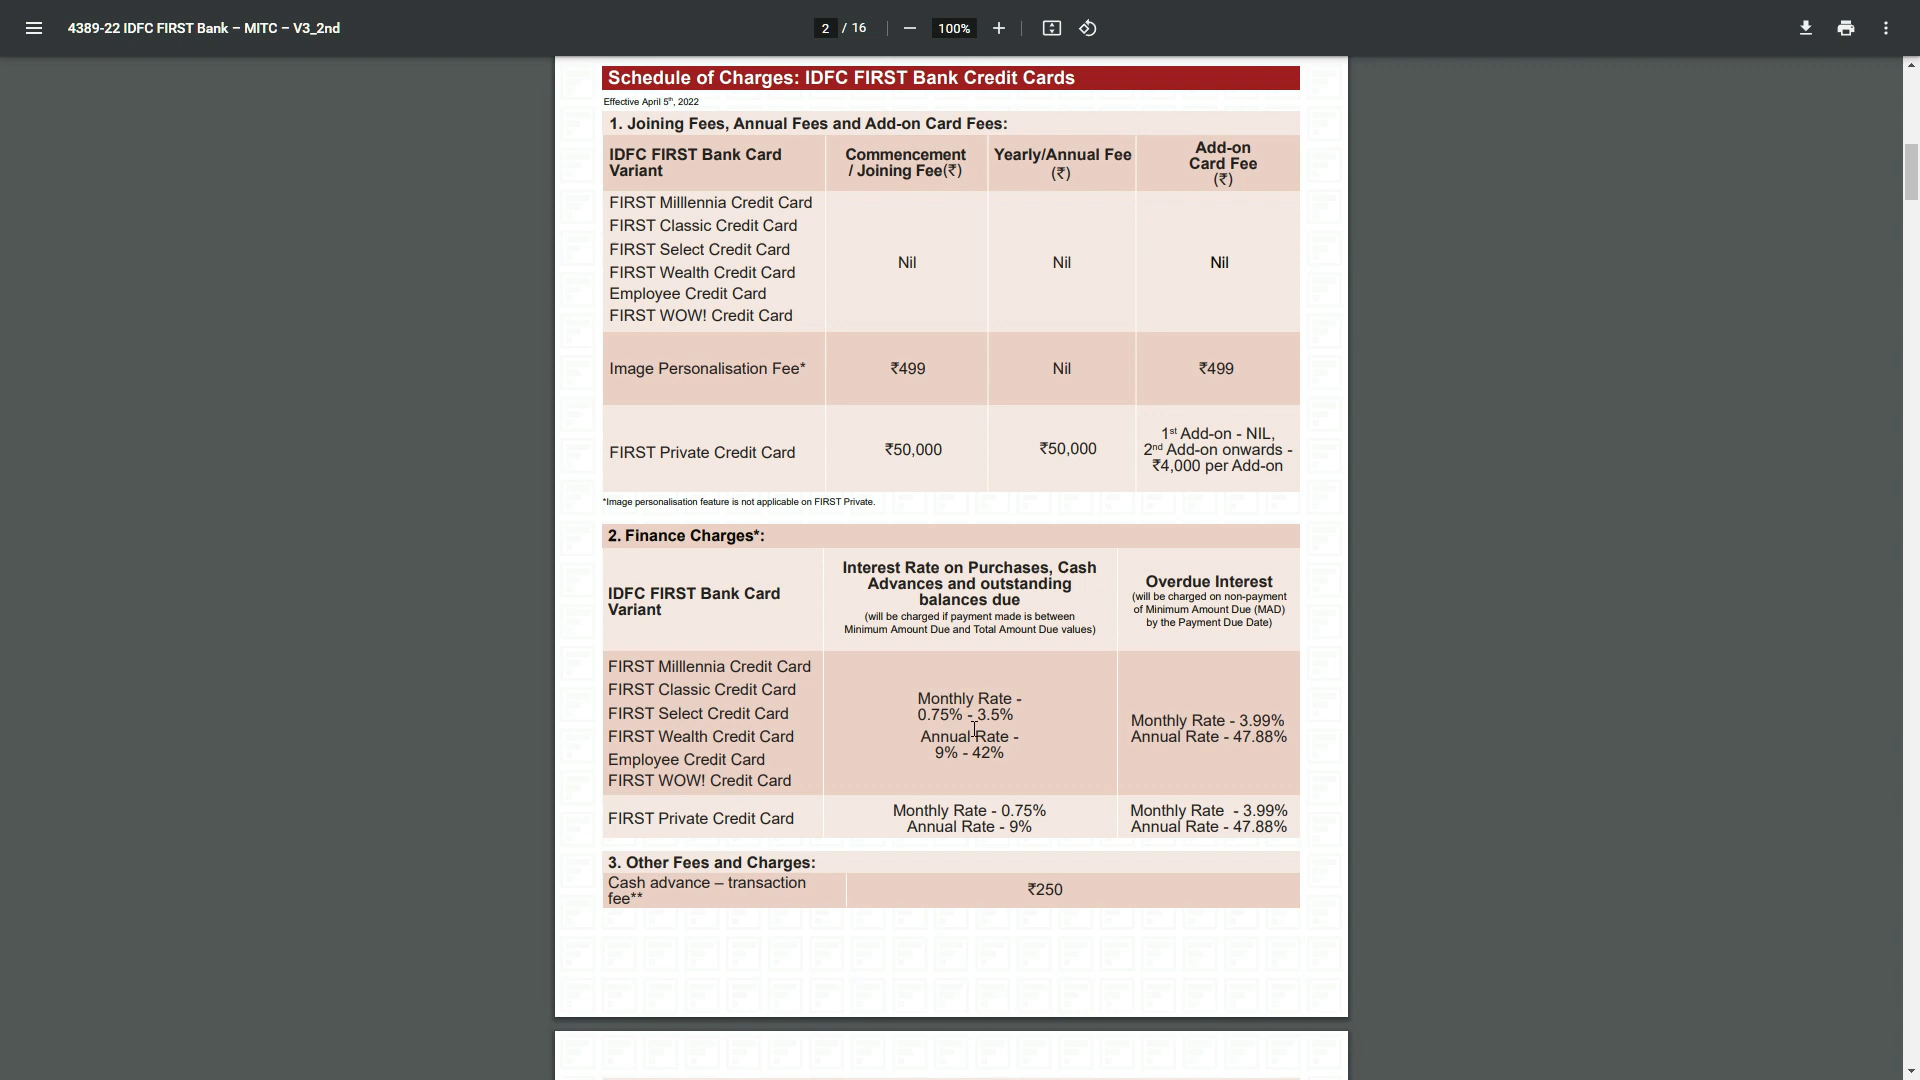 4389-22 IDFC FIRST Bank – MITC – V3_2nd
2 / 16
100%
Schedule of Charges: IDFC FIRST Bank Credit Cards
Effective April 5th, 2022
1. Joining Fees, Annual Fees and Add-on Card Fees:
IDFC FIRST Bank Card
Variant
Commencement
/ Joining Fee(₹)
Yearly/Annual Fee
(₹)
Add-on
Card Fee
(₹)
FIRST Milllennia Credit Card
FIRST Classic Credit Card
FIRST Select Credit Card
FIRST Wealth Credit Card
Employee Credit Card
FIRST WOW! Credit Card
Nil
Nil
Nil
Image Personalisation Fee*
₹499
Nil
₹499
FIRST Private Credit Card
₹50,000
₹50,000
1st Add-on - NIL,
2nd Add-on onwards -
₹4,000 per Add-on
*Image personalisation feature is not applicable on FIRST Private.
2. Finance Charges*:
IDFC FIRST Bank Card
Variant
Interest Rate on Purchases, Cash
Advances and outstanding
balances due
(will be charged if payment made is between
Minimum Amount Due and Total Amount Due values)
Overdue Interest
(will be charged on non-payment
of Minimum Amount Due (MAD)
by the Payment Due Date)
FIRST Milllennia Credit Card
FIRST Classic Credit Card
FIRST Select Credit Card
FIRST Wealth Credit Card
Employee Credit Card
FIRST WOW! Credit Card
Monthly Rate -
0.75% - 3.5%
Annual Rate -
9% - 42%
Monthly Rate - 3.99%
Annual Rate - 47.88%
FIRST Private Credit Card
Monthly Rate - 0.75%
Annual Rate - 9%
Monthly Rate - 3.99%
Annual Rate - 47.88%
3. Other Fees and Charges:
Cash advance – transaction
fee**
₹250